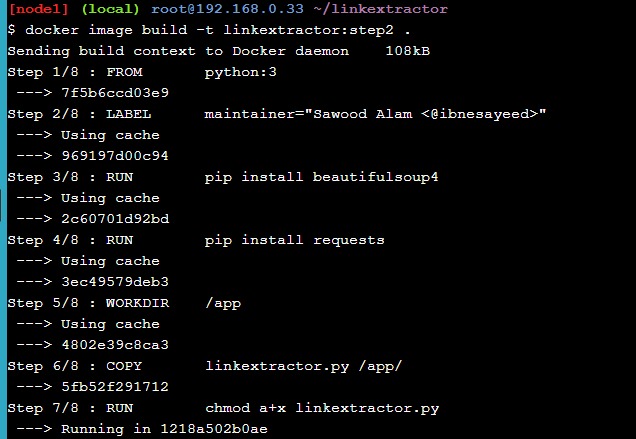 [node1] (local) root@192.168.0.33 ~/linkextractor
$ docker image build -t linkextractor:step2 .
Sending build context to Docker daemon    108kB
Step 1/8 : FROM       python:3
 ---> 7f5b6ccd03e9
Step 2/8 : LABEL      maintainer="Sawood Alam <@ibnesayeed>"
 ---> Using cache
 ---> 969197d00c94
Step 3/8 : RUN        pip install beautifulsoup4
 ---> Using cache
 ---> 2c60701d92bd
Step 4/8 : RUN        pip install requests
 ---> Using cache
 ---> 3ec49579deb3
Step 5/8 : WORKDIR    /app
 ---> Using cache
 ---> 4802e39c8ca3
Step 6/8 : COPY       linkextractor.py /app/
 ---> 5fb52f291712
Step 7/8 : RUN        chmod a+x linkextractor.py
 ---> Running in 1218a502b0ae